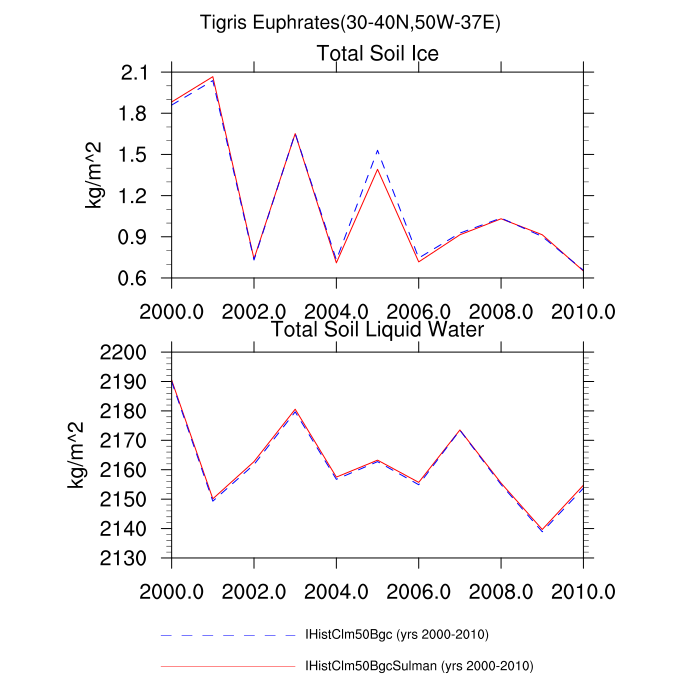 Tigris Euphrates(30-40N,50W-37E)
Total Soil Ice
2.1
1.8
1.5
1.2
0.9
0.6
kg/m^2
2000.0 2002.0 2004.0 2006.0 2008.0 2010.0
Total Soil Liquid Water
2200
2190
2180
2170
2160
2150
2140
2130
kg/m^2
2000.0 2002.0 2004.0 2006.0 2008.0 2010.0
IHistClm50Bgc (yrs 2000-2010)
IHistClm50BgcSulman (yrs 2000-2010)